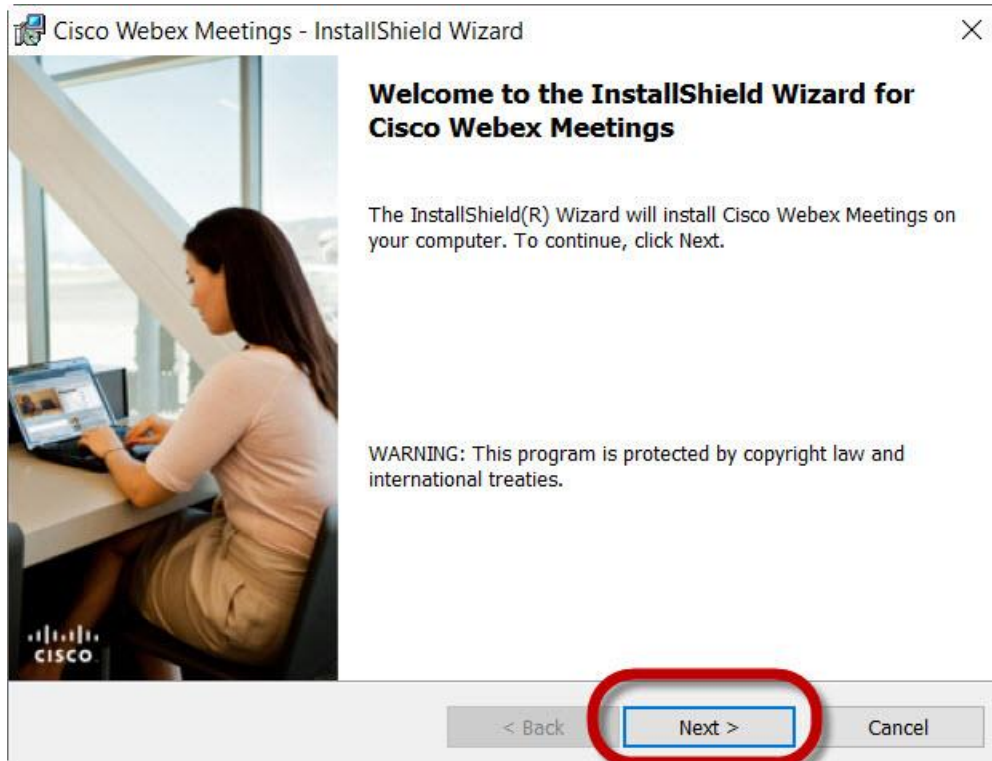 Cisco Webex Meetings - InstallShield Wizard
Welcome to the InstallShield Wizard for
Cisco Webex Meetings
The InstallShield(R) Wizard will install Cisco Webex Meetings on
your computer. To continue, click Next.
WARNING: This program is protected by copyright law and
international treaties.
CISCO
< Back
Next >
Cancel